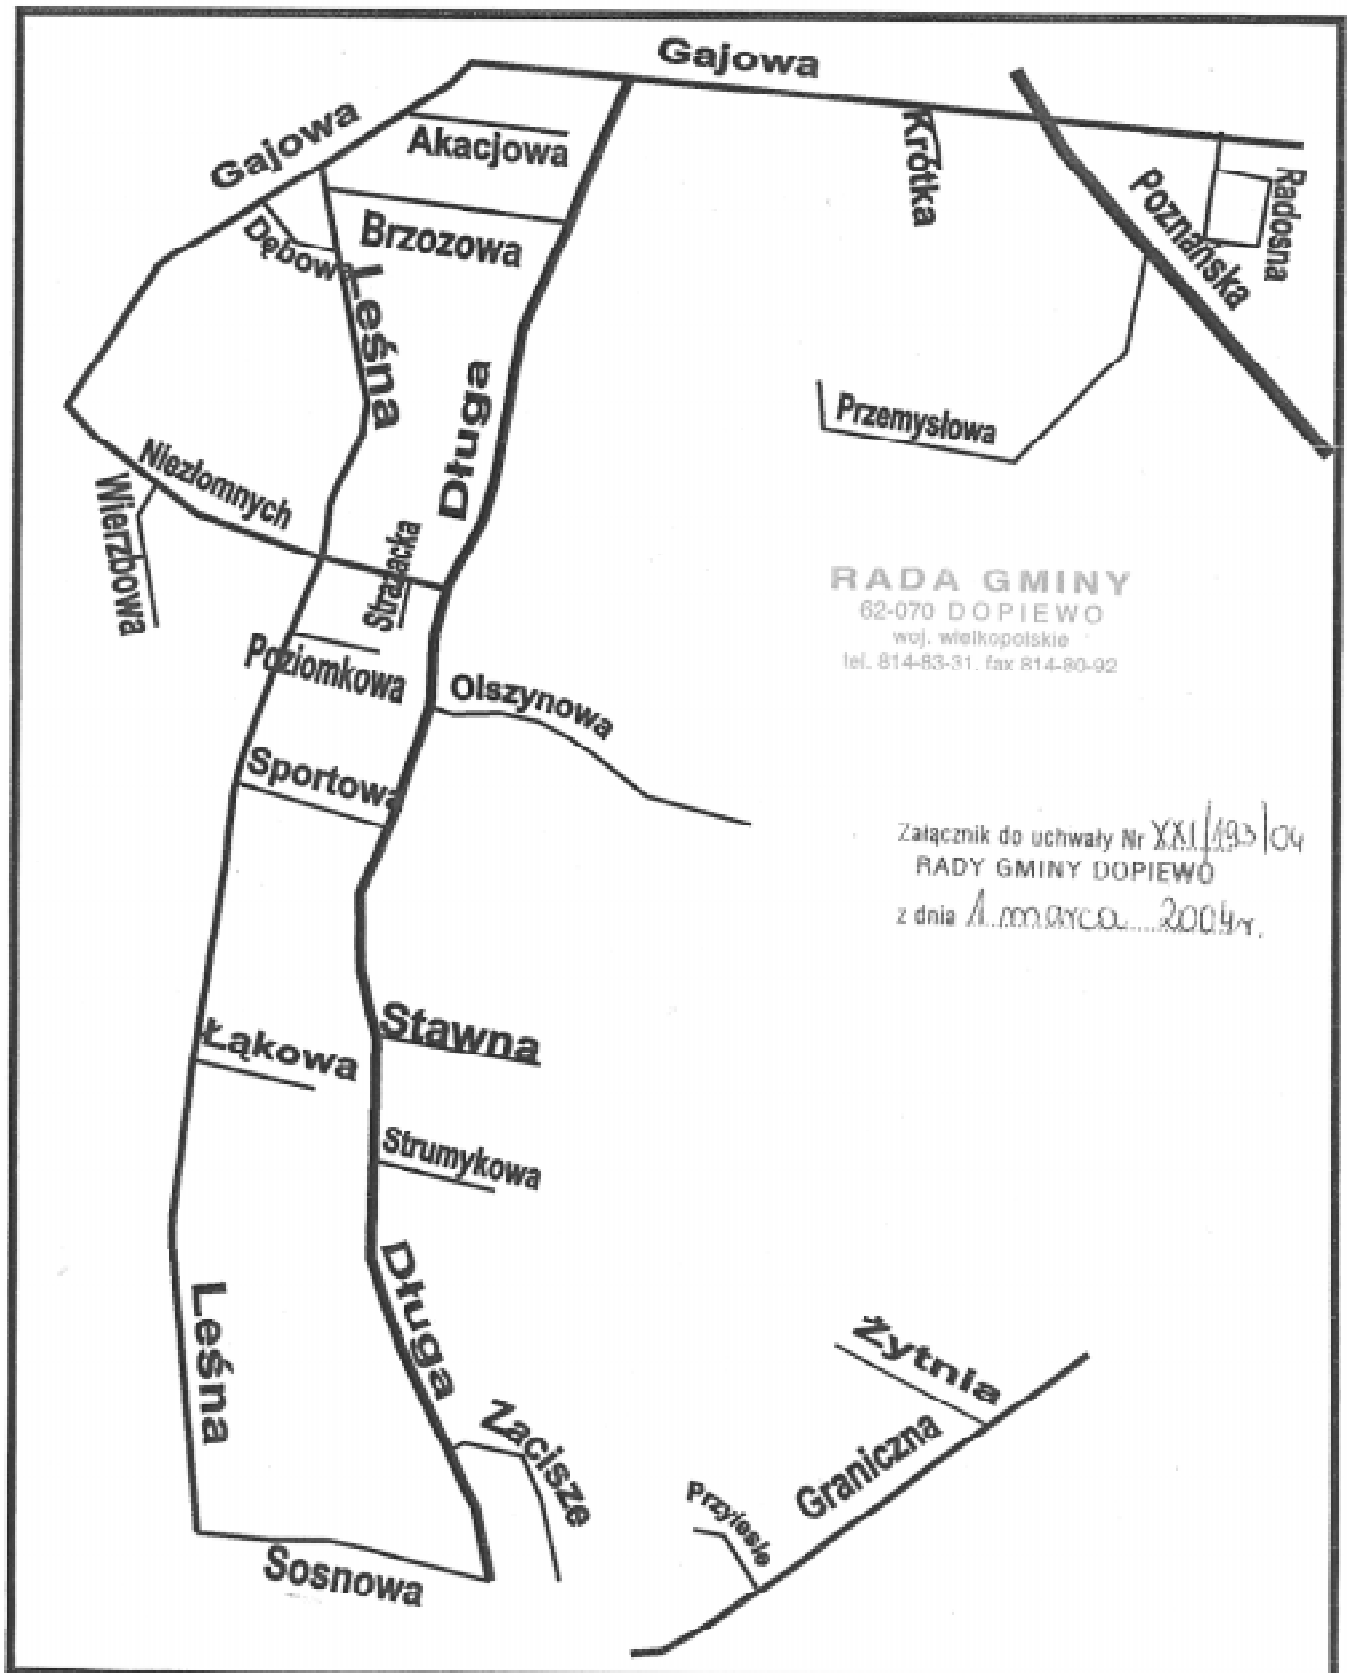 Gajowa
Gajowa
Akacjowa
Krótka
Poznańska
Radosna
Brzozowa
Dębowa
Leśna
Długa
Przemysłowa
Niezłomnych
Wierzbowa
Strażacka
RADA GMINY
62-070 DOPIEWO
woj. wielkopolskie
tel. 814-83-31, fax 814-80-92
Poziomkowa
Olszynowa
Sportowa
Załącznik do uchwały Nr XXI/193/04
RADY GMINY DOPIEWO
z dnia 1 marca 2004r.
Stawna
Łąkowa
Strumykowa
Długa
Leśna
Żytnia
Zacisze
Graniczna
Przylesie
Sosnowa